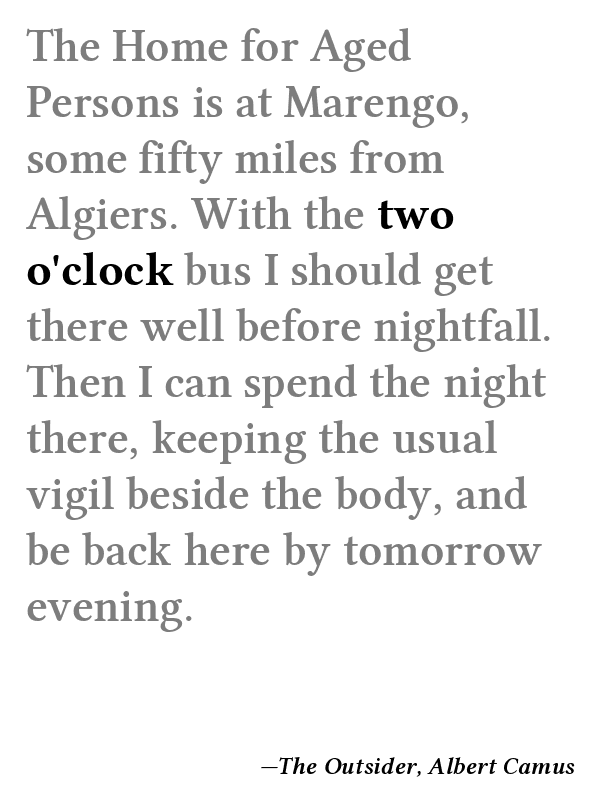 The Home for Aged
Persons is at Marengo,
some fifty miles from
Algiers. With the two
o'clock bus I should get
there well before nightfall.
Then I can spend the night
there, keeping the usual
vigil beside the body, and
be back here by tomorrow
evening.
—The Outsider, Albert Camus